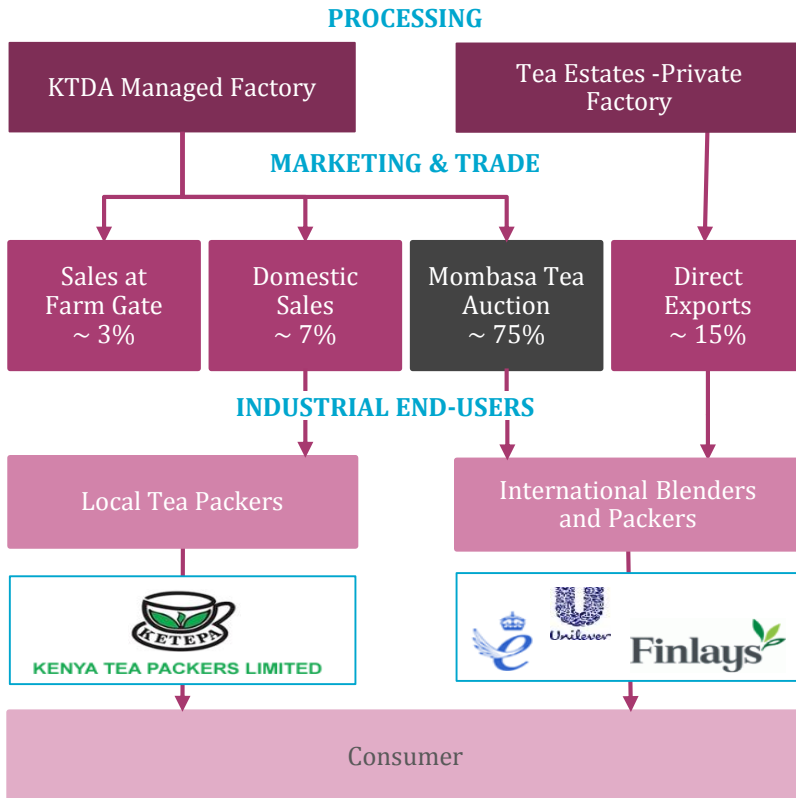 PROCESSING
KTDA Managed Factory
Tea Estates -Private
Factory
MARKETING & TRADE
Sales at
Farm Gate
~ 3%
Domestic
Sales
~ 7%
Mombasa Tea
Auction
~ 75%
Direct
Exports
~ 15%
INDUSTRIAL END-USERS
Local Tea Packers
International Blenders
and Packers
KETEPA
KENYA TEA PACKERS LIMITED
e
Unilever
Finlays
Consumer